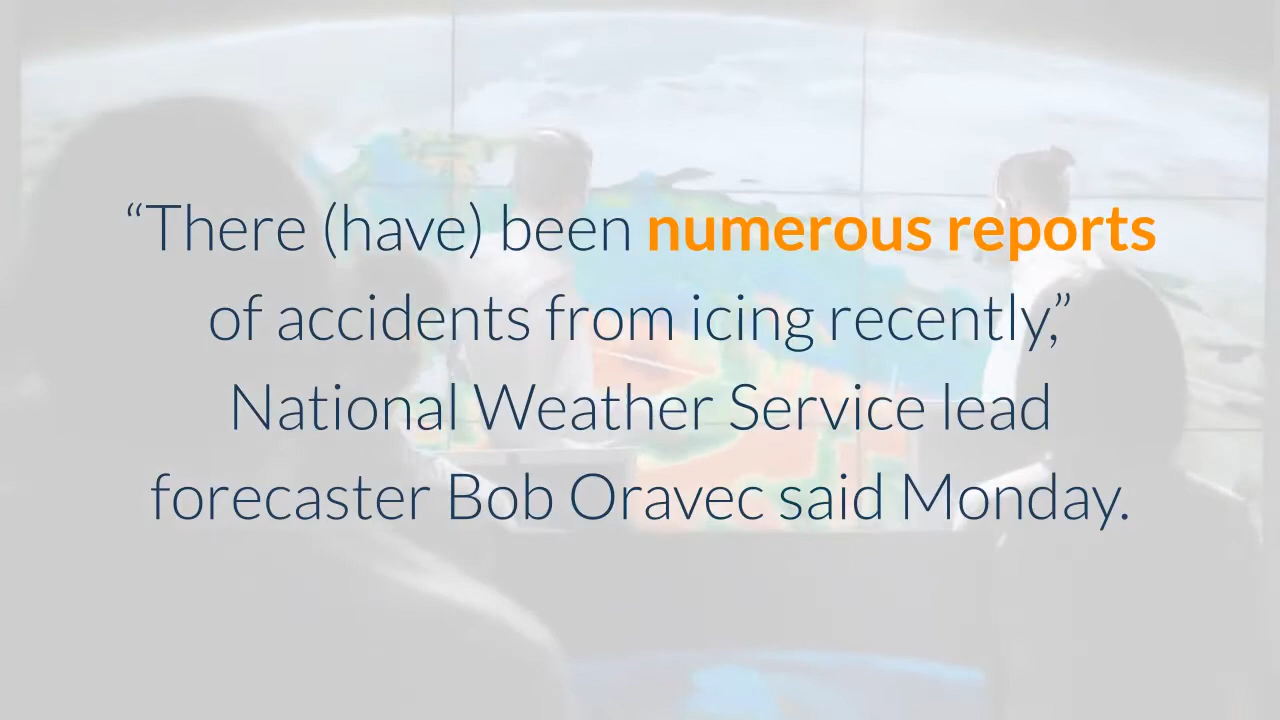 “There (have) been numerous reports
of accidents from icing recently,”
National Weather Service lead
forecaster Bob Oravec said Monday.